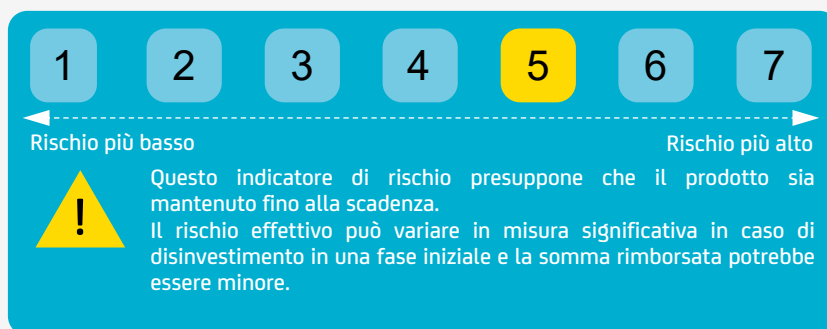 1 2 3 4 5 6 7
Rischio più basso Rischio più alto
Questo indicatore di rischio presuppone che il prodotto sia
mantenuto fino alla scadenza.
Il rischio effettivo può variare in misura significativa in caso di
disinvestimento in una fase iniziale e la somma rimborsata potrebbe
essere minore.
!